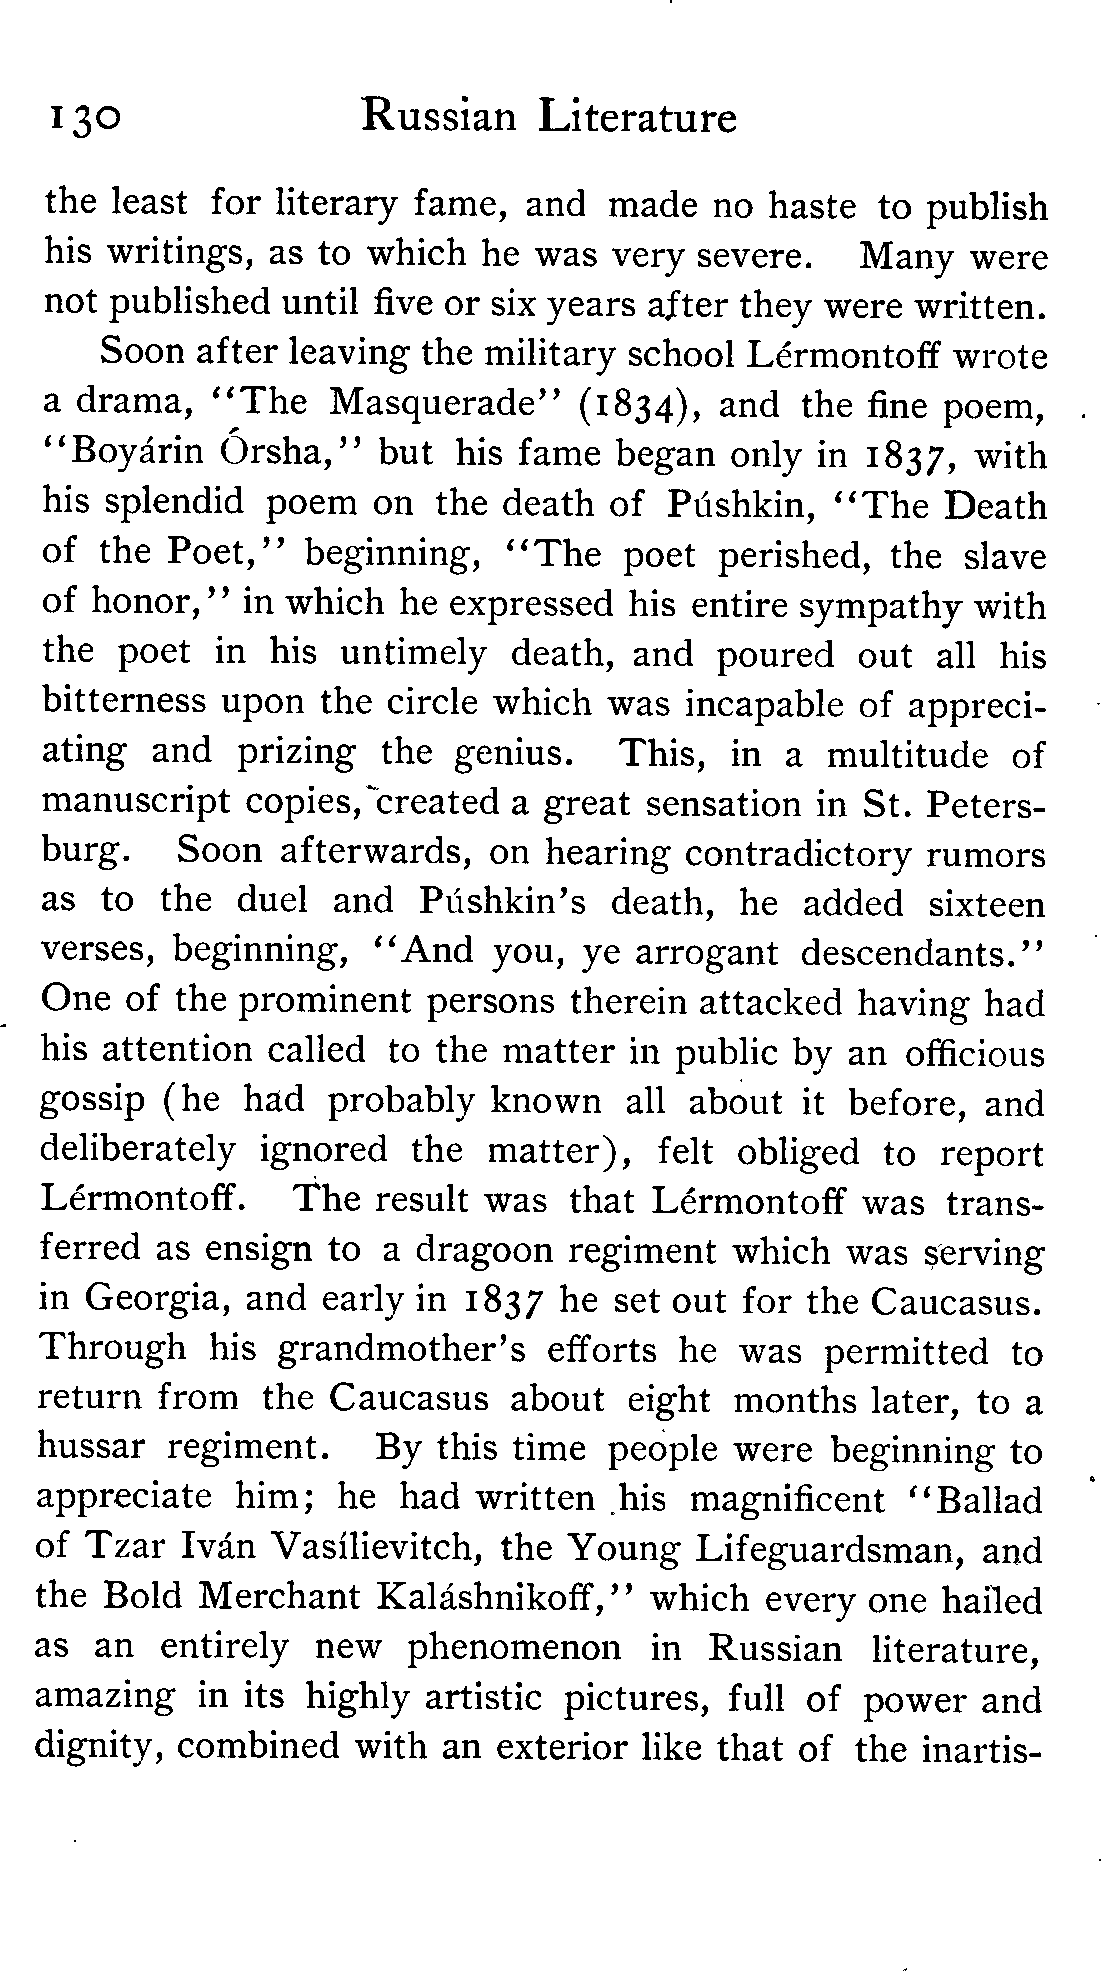 130 Russian Literature
the least for literary fame, and made no haste to publish
his writings, as to which he was very severe. Many were
not published until five or six years after they were written.
Soon after leaving the military school Lérmontoff wrote
a drama, "The Masquerade" (1834), and the fine poem,
"Boyárin Órsha," but his fame began only in 1837, with
his splendid poem on the death of Púshkin, "The Death
of the Poet," beginning, "The poet perished, the slave
of honor," in which he expressed his entire sympathy with
the poet in his untimely death, and poured out all his
bitterness upon the circle which was incapable of appreci-
ating and prizing the genius. This, in a multitude of
manuscript copies, created a great sensation in St. Peters-
burg. Soon afterwards, on hearing contradictory rumors
as to the duel and Púshkin's death, he added sixteen
verses, beginning, "And you, ye arrogant descendants."
One of the prominent persons therein attacked having had
his attention called to the matter in public by an officious
gossip (he had probably known all about it before, and
deliberately ignored the matter), felt obliged to report
Lérmontoff. The result was that Lérmontoff was trans-
ferred as ensign to a dragoon regiment which was serving
in Georgia, and early in 1837 he set out for the Caucasus.
Through his grandmother's efforts he was permitted to
return from the Caucasus about eight months later, to a
hussar regiment. By this time people were beginning to
appreciate him; he had written his magnificent "Ballad
of Tzar Iván Vasílievitch, the Young Lifeguardsman, and
the Bold Merchant Kaláshnikoff," which every one hailed
as an entirely new phenomenon in Russian literature,
amazing in its highly artistic pictures, full of power and
dignity, combined with an exterior like that of the inartis-